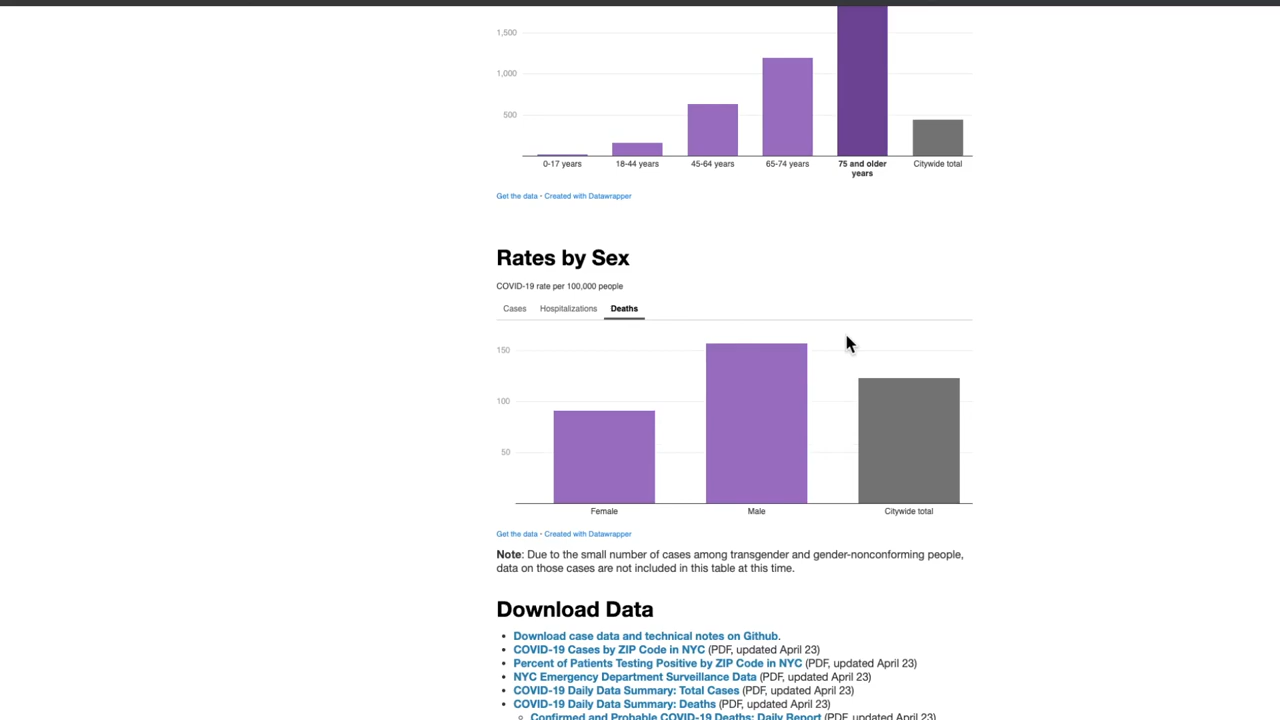 1,500
1,000
500
0-17 years 18-44 years 45-64 years 65-74 years 75 and older years Citywide total
Get the data • Created with Datawrapper
Rates by Sex
COVID-19 rate per 100,000 people
Cases Hospitalizations Deaths
150
100
50
Female Male Citywide total
Get the data • Created with Datawrapper
Note: Due to the small number of cases among transgender and gender-nonconforming people,
data on those cases are not included in this table at this time.
Download Data
• Download case data and technical notes on Github.
• COVID-19 Cases by ZIP Code in NYC (PDF, updated April 23)
• Percent of Patients Testing Positive by ZIP Code in NYC (PDF, updated April 23)
• NYC Emergency Department Surveillance Data (PDF, updated April 23)
• COVID-19 Daily Data Summary: Total Cases (PDF, updated April 23)
• COVID-19 Daily Data Summary: Deaths (PDF, updated April 23)
○ Confirmed and Probable COVID-19 Deaths: Daily Report (PDF, updated April 23)